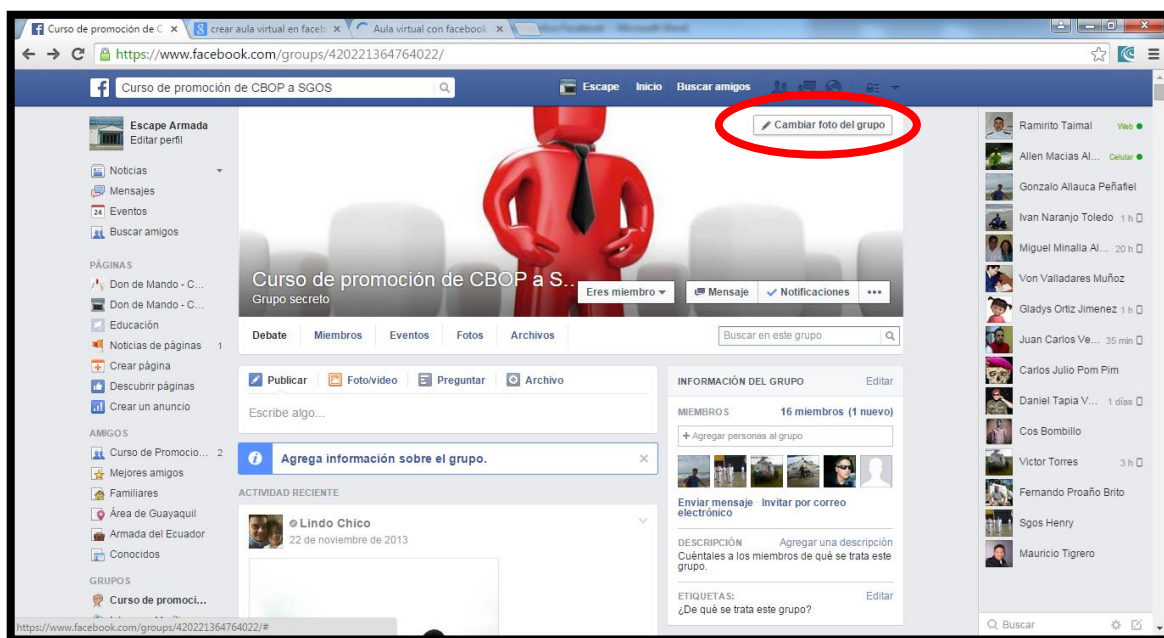 Curso de promoción de C
crear aula virtual en faceb
Aula virtual con facebook
https://www.facebook.com/groups/420221364764022/
Curso de promoción de CBOP a SGOS
Escape Inicio Buscar amigos
Cambiar foto del grupo
Escape Armada
Editar perfil
Noticias
Mensajes
24 Eventos
Buscar amigos
PÁGINAS
Don de Mando - C...
Don de Mando - C...
Educación
Noticias de páginas 1
Crear página
Descubrir páginas
Crear un anuncio
AMIGOS
Curso de Promocio... 2
Mejores amigos
Familiares
Área de Guayaquil
Armada del Ecuador
Conocidos
GRUPOS
Curso de promoci...
https://www.facebook.com/groups/420221364764022/#
Curso de promoción de CBOP a S...
Grupo secreto
Eres miembro
Mensaje
Notificaciones
Debate Miembros Eventos Fotos Archivos
Buscar en este grupo
Publicar Foto/video Preguntar Archivo
Escribe algo...
Agrega información sobre el grupo.
ACTIVIDAD RECIENTE
Lindo Chico
22 de noviembre de 2013
INFORMACIÓN DEL GRUPO Editar
MIEMBROS 16 miembros (1 nuevo)
+ Agregar personas al grupo
Enviar mensaje · Invitar por correo
electrónico
DESCRIPCIÓN Agregar una descripción
Cuéntales a los miembros de qué se trata este
grupo.
ETIQUETAS: Editar
¿De qué se trata este grupo?
Ramirito Taimal Web
Allen Macias Al... Celular
Gonzalo Allauca Peñafiel
Ivan Naranjo Toledo 1 h
Miguel Minalla Al... 20 h
Von Valladares Muñoz
Gladys Ortiz Jimenez 1 h
Juan Carlos Ve... 35 min
Carlos Julio Pom Pim
Daniel Tapia V... 1 días
Cos Bombillo
Victor Torres 3 h
Fernando Proaño Brito
Sgos Henry
Mauricio Tigrero
Buscar